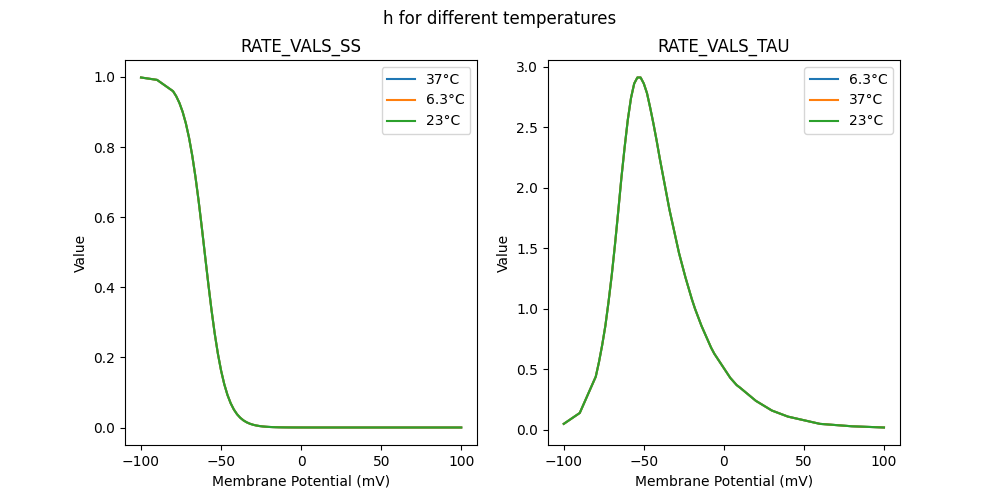 h for different temperatures
RATE_VALS_SS
1.0
0.8
0.6
0.4
0.2
0.0
Value
−100
−50
0
50
100
Membrane Potential (mV)
37°C
6.3°C
23°C
RATE_VALS_TAU
3.0
2.5
2.0
1.5
1.0
0.5
0.0
Value
−100
−50
0
50
100
Membrane Potential (mV)
6.3°C
37°C
23°C